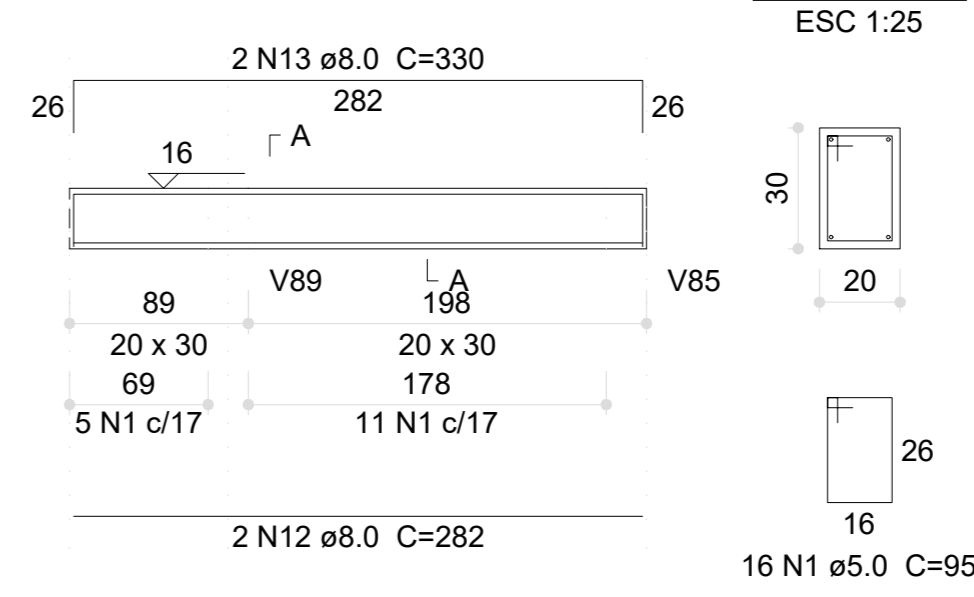 ESC 1:25
2 N13 ø8.0 C=330
26 282 26
A
16
30
V89 A V85
89 198 20
20 x 30 20 x 30
69 178
5 N1 c/17 11 N1 c/17
26
16
2 N12 ø8.0 C=282
16 N1 ø5.0 C=95